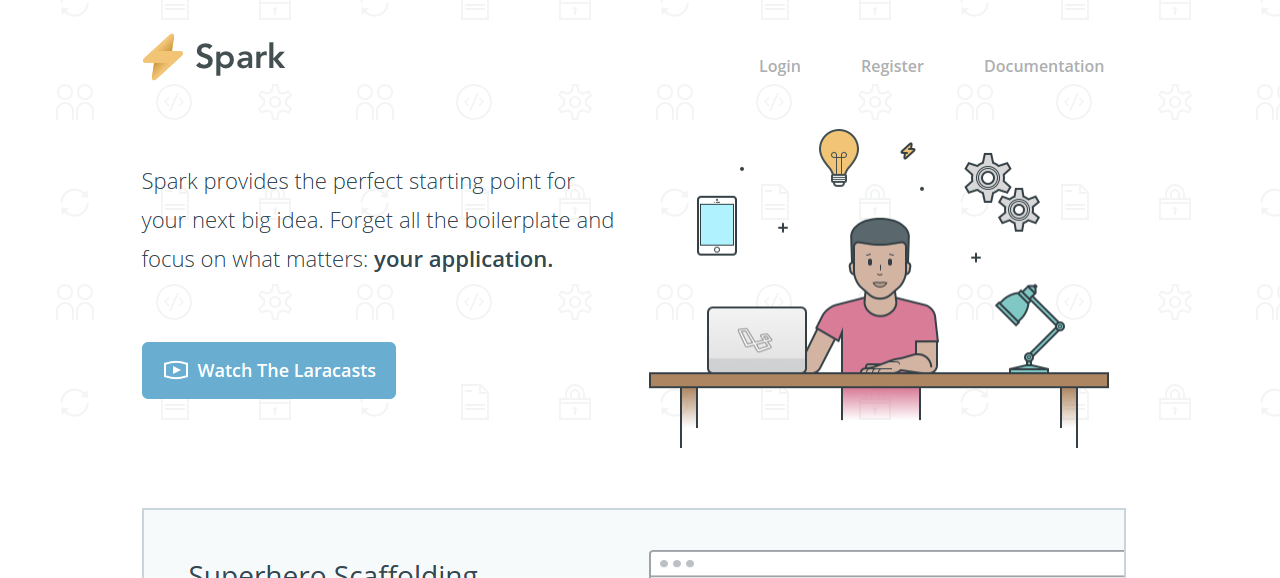 Spark
Login
Register
Documentation
Spark provides the perfect starting point for
your next big idea. Forget all the boilerplate and
focus on what matters: your application.
Watch The Laracasts
Superhero Scaffolding